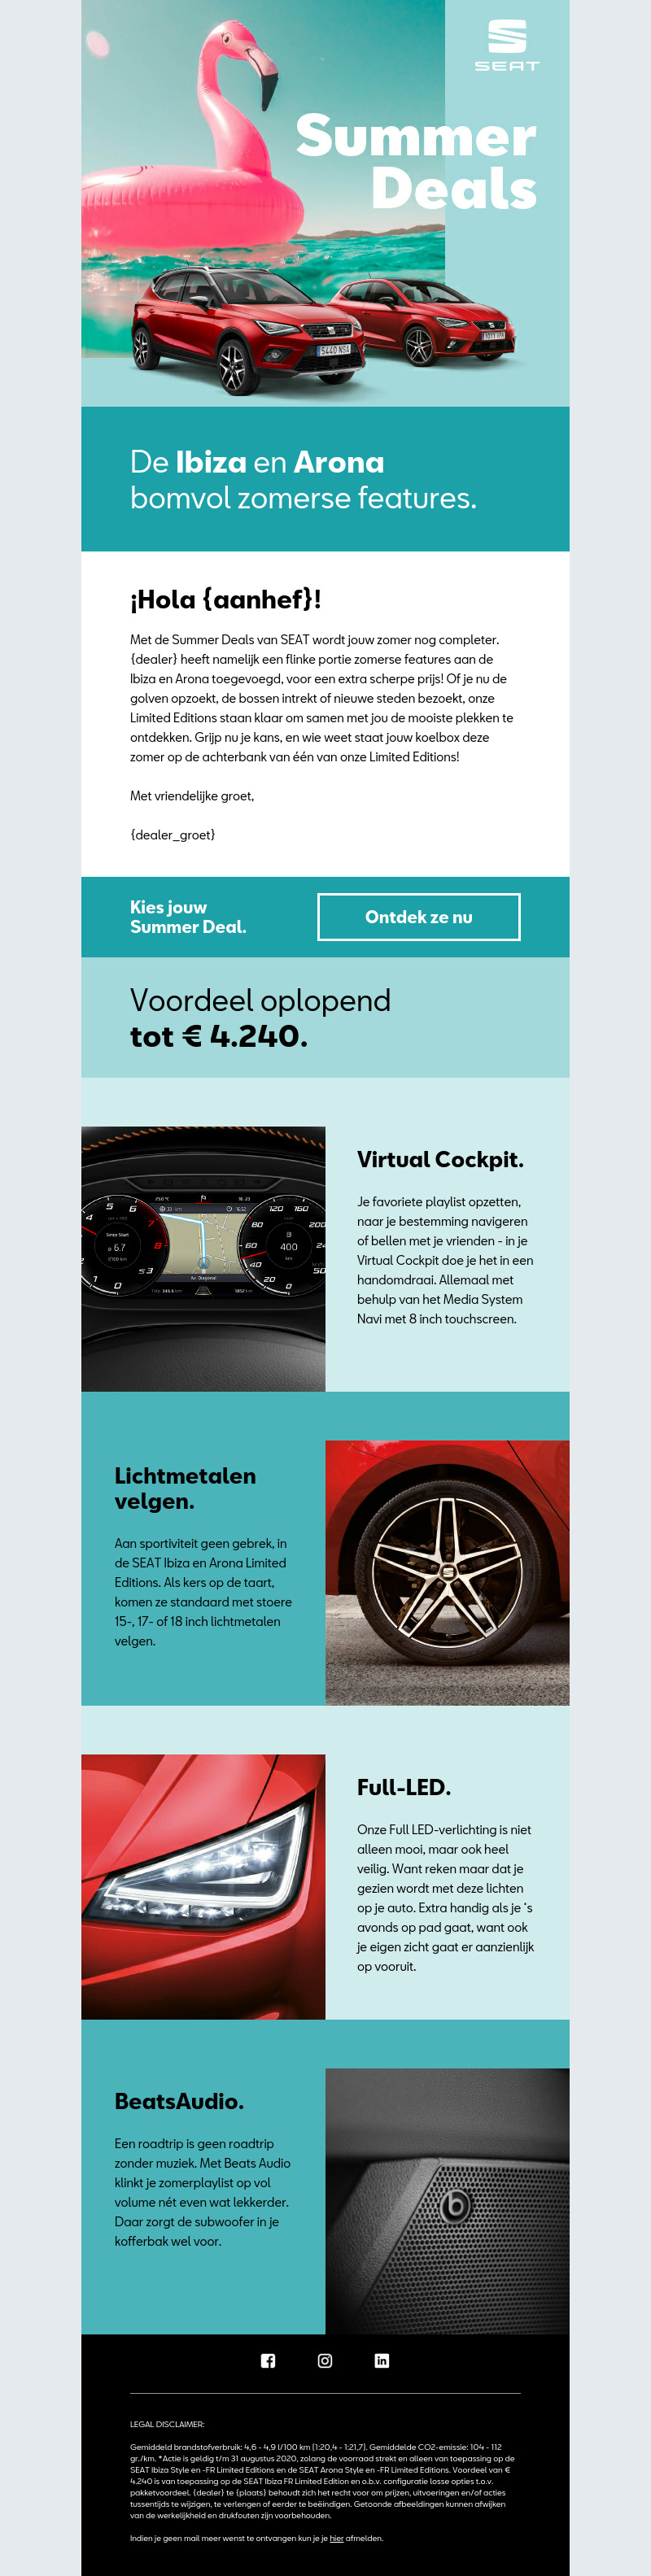 SEAT
Summer
Deals
5440 NSA
De Ibiza en Arona
bomvol zomerse features.
¡Hola {aanhef}!
Met de Summer Deals van SEAT wordt jouw zomer nog completer.
{dealer} heeft namelijk een flinke portie zomerse features aan de
Ibiza en Arona toegevoegd, voor een extra scherpe prijs! Of je nu de
golven opzoekt, de bossen intrekt of nieuwe steden bezoekt, onze
Limited Editions staan klaar om samen met jou de mooiste plekken te
ontdekken. Grijp nu je kans, en wie weet staat jouw koelbox deze
zomer op de achterbank van één van onze Limited Editions!
Met vriendelijke groet,
{dealer_groet}
Kies jouw
Summer Deal.
Ontdek ze nu
Voordeel oplopend
tot € 4.240.
Virtual Cockpit.
Je favoriete playlist opzetten,
naar je bestemming navigeren
of bellen met je vrienden - in je
Virtual Cockpit doe je het in een
handomdraai. Allemaal met
behulp van het Media System
Navi met 8 inch touchscreen.
Lichtmetalen
velgen.
Aan sportiviteit geen gebrek, in
de SEAT Ibiza en Arona Limited
Editions. Als kers op de taart,
komen ze standaard met stoere
15-, 17- of 18 inch lichtmetalen
velgen.
Full-LED.
Onze Full LED-verlichting is niet
alleen mooi, maar ook heel
veilig. Want reken maar dat je
gezien wordt met deze lichten
op je auto. Extra handig als je ‘s
avonds op pad gaat, want ook
je eigen zicht gaat er aanzienlijk
op vooruit.
BeatsAudio.
Een roadtrip is geen roadtrip
zonder muziek. Met Beats Audio
klinkt je zomerplaylist op vol
volume nét even wat lekkerder.
Daar zorgt de subwoofer in je
kofferbak wel voor.
LEGAL DISCLAIMER:
Gemiddeld brandstofverbruik: 4,6 - 4,9 l/100 km (1:20,4 - 1:21,7). Gemiddelde CO2-emissie: 104 - 112
gr./km. *Actie is geldig t/m 31 augustus 2020, zolang de voorraad strekt en alleen van toepassing op de
SEAT Ibiza Style en -FR Limited Editions en de SEAT Arona Style en -FR Limited Editions. Voordeel van €
4.240 is van toepassing op de SEAT Ibiza FR Limited Edition en o.b.v. configuratie losse opties t.o.v.
pakketvoordeel. {dealer} te {plaats} behoudt zich het recht voor om prijzen, uitvoeringen en/of acties
tussentijds te wijzigen, te verlengen of eerder te beëindigen. Getoonde afbeeldingen kunnen afwijken
van de werkelijkheid en drukfouten zijn voorbehouden.
Indien je geen mail meer wenst te ontvangen kun je je hier afmelden.